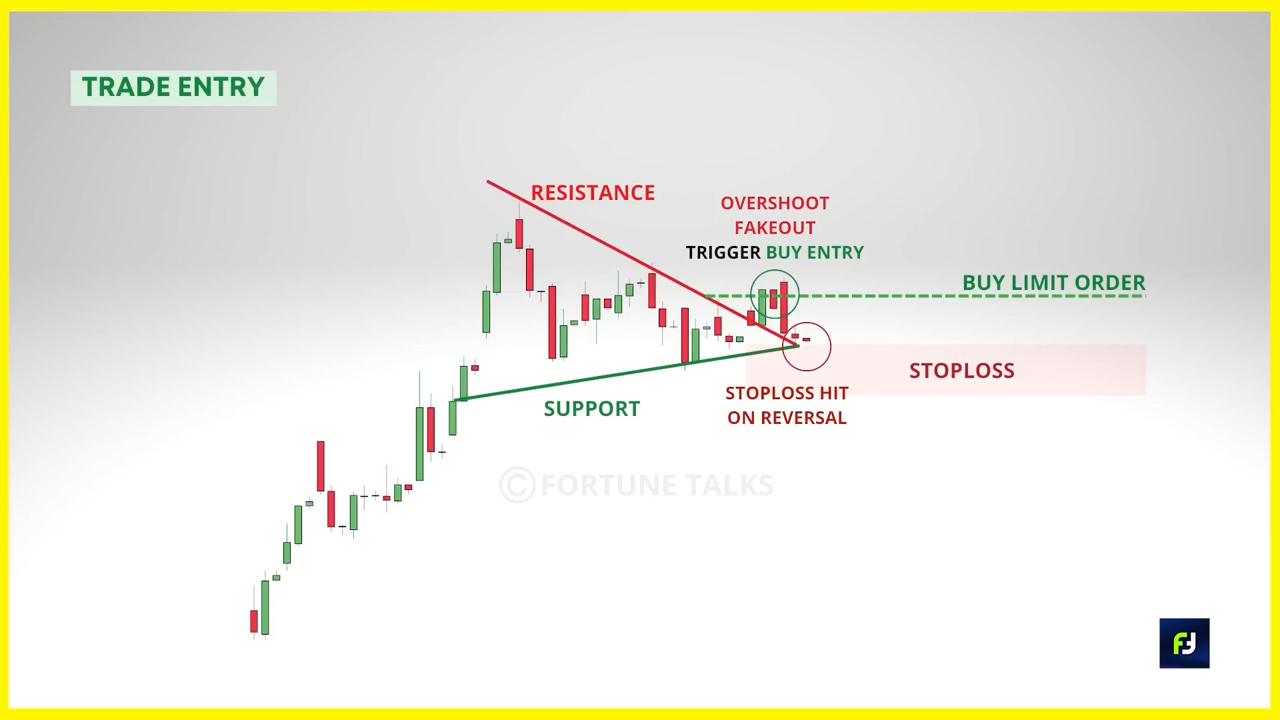 TRADE ENTRY
RESISTANCE
OVERSHOOT
FAKEOUT
TRIGGER BUY ENTRY
BUY LIMIT ORDER
STOPLOSS
STOPLOSS HIT
ON REVERSAL
SUPPORT
© FORTUNE TALKS